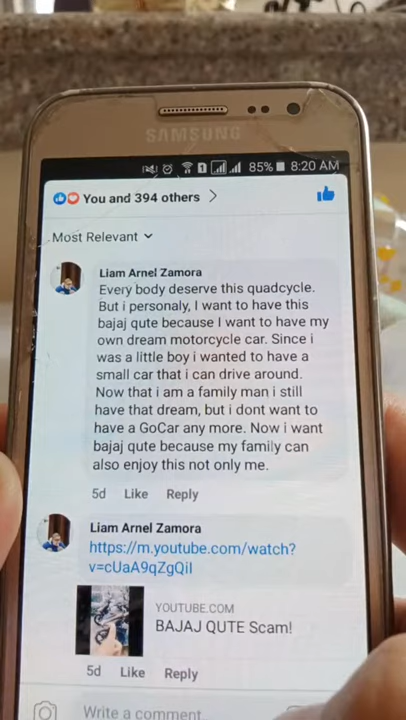 SAMSUNG
1 85% 8:20 AM
You and 394 others
Most Relevant
Liam Arnel Zamora
Every body deserve this quadcycle.
But i personaly, I want to have this
bajaj qute because I want to have my
own dream motorcycle car. Since i
was a little boy i wanted to have a
small car that i can drive around.
Now that i am a family man i still
have that dream, but i dont want to
have a GoCar any more. Now i want
bajaj qute because my family can
also enjoy this not only me.
5d Like Reply
Liam Arnel Zamora
https://m.youtube.com/watch?
v=cUaA9qZgQiI
YOUTUBE.COM
BAJAJ QUTE Scam!
5d Like Reply
Write a comment